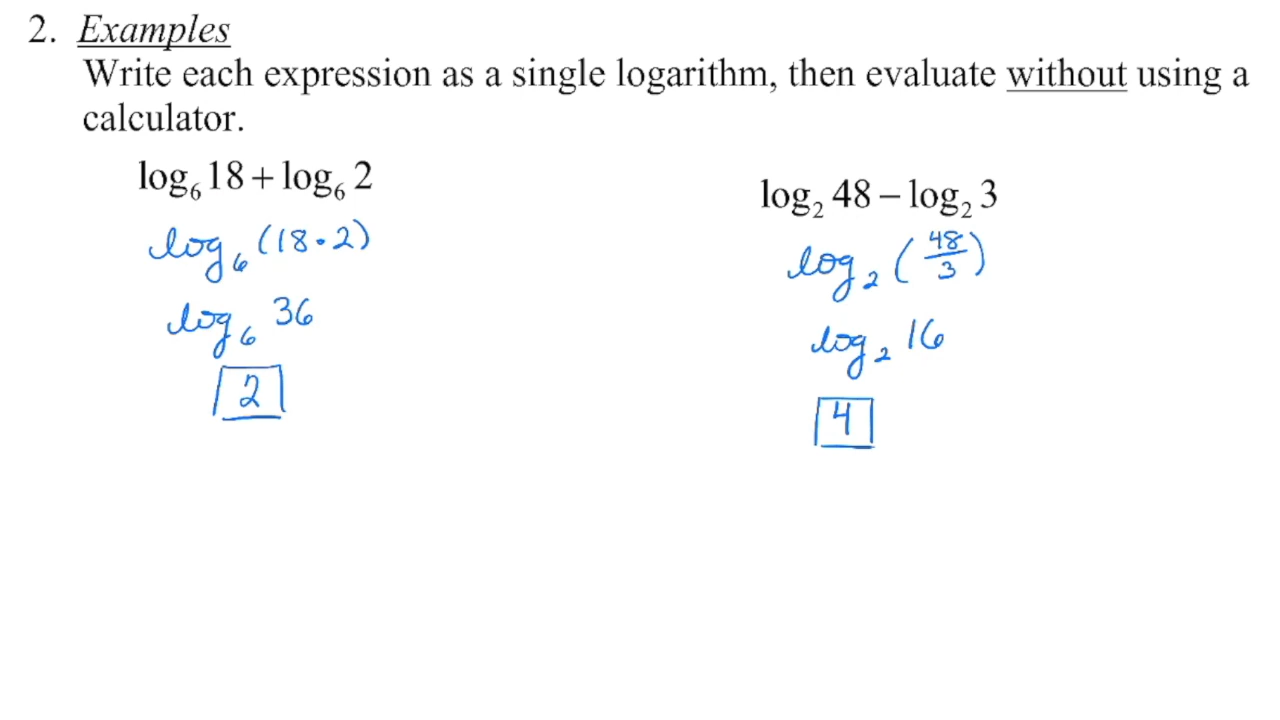 2. Examples
Write each expression as a single logarithm, then evaluate without using a
calculator.
log₆ 18 + log₆ 2
log₆ (18 · 2)
log₆ 36
2
log₂ 48 − log₂ 3
log₂ (48/3)
log₂ 16
4